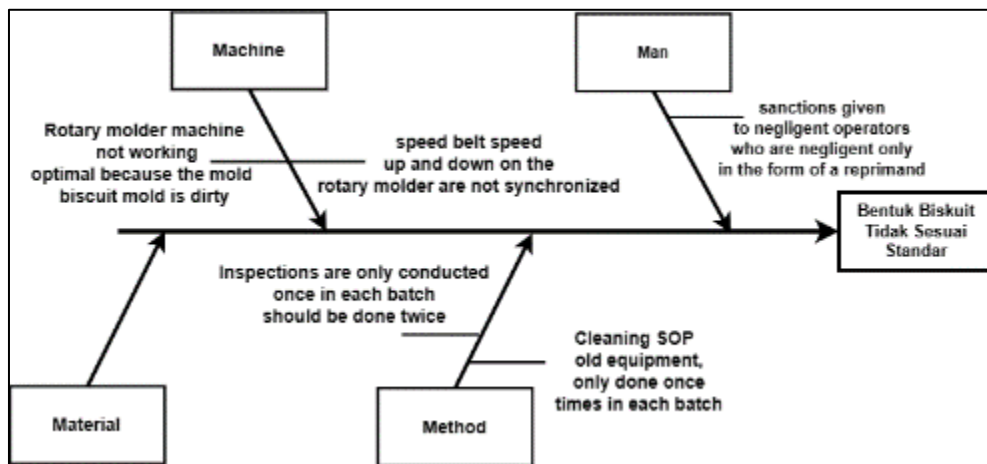 Machine
Man
Rotary molder machine
not working
optimal because the mold
biscuit mold is dirty
speed belt speed
up and down on the
rotary molder are not synchronized
sanctions given
to negligent operators
who are negligent only
in the form of a reprimand
Bentuk Biskuit
Tidak Sesuai
Standar
Inspections are only conducted
once in each batch
should be done twice
Cleaning SOP
old equipment,
only done once
times in each batch
Material
Method